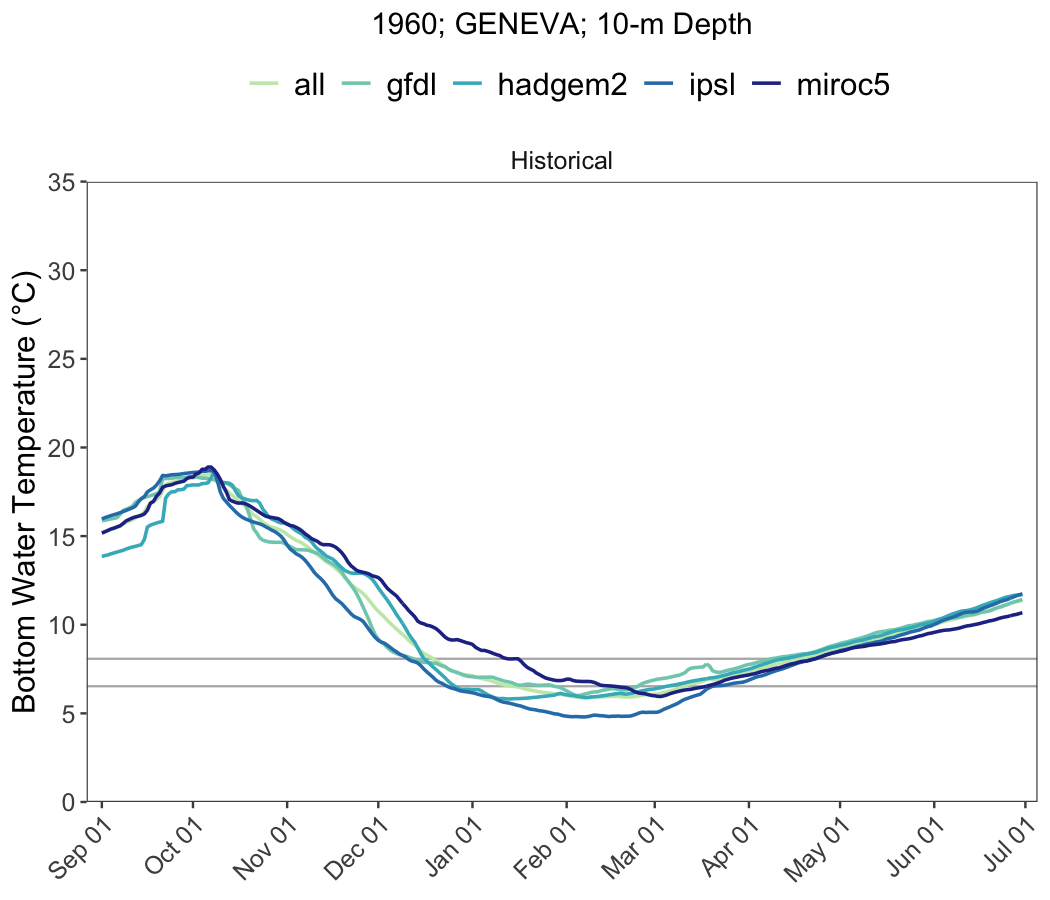 1960; GENEVA; 10-m Depth
all gfdl hadgem2 ipsl miroc5
Historical
Bottom Water Temperature (°C)
35
30
25
20
15
10
5
0
Sep 01 Oct 01 Nov 01 Dec 01 Jan 01 Feb 01 Mar 01 Apr 01 May 01 Jun 01 Jul 01